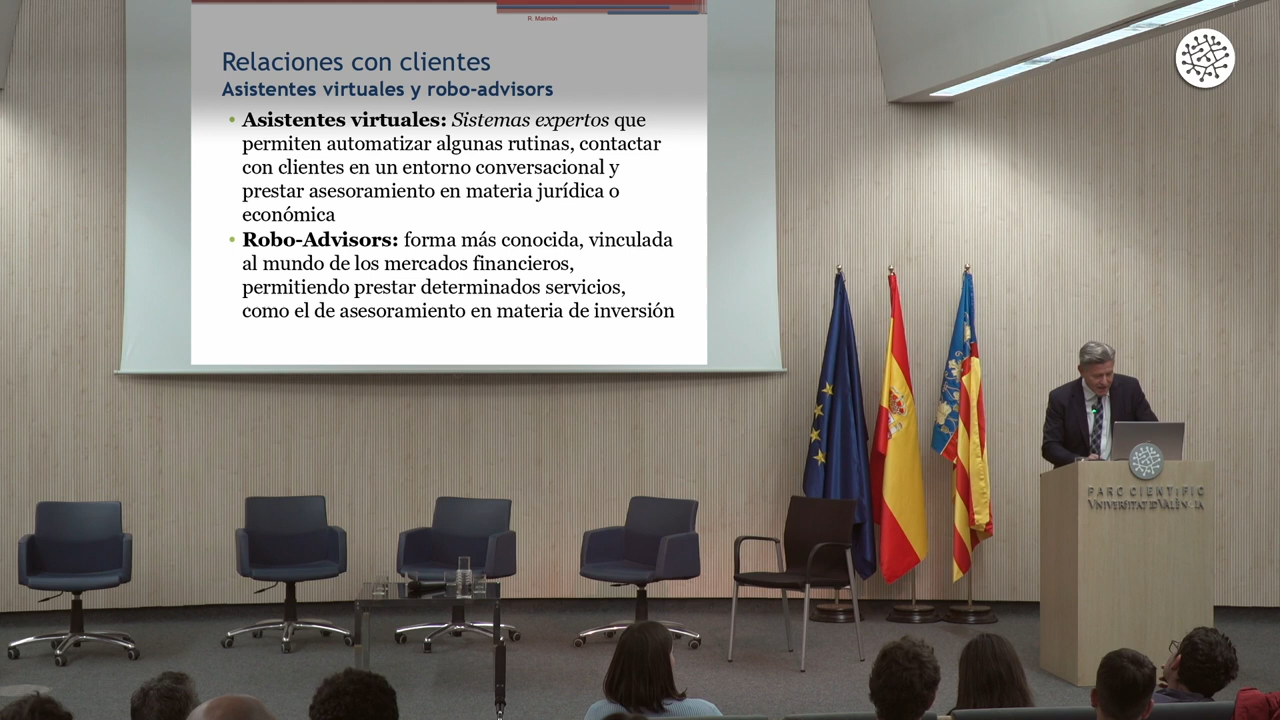 R. Marimón
Relaciones con clientes
Asistentes virtuales y robo-advisors
• Asistentes virtuales: Sistemas expertos que
permiten automatizar algunas rutinas, contactar
con clientes en un entorno conversacional y
prestar asesoramiento en materia jurídica o
económica
• Robo-Advisors: forma más conocida, vinculada
al mundo de los mercados financieros,
permitiendo prestar determinados servicios,
como el de asesoramiento en materia de inversión
PARC CIENTÍFIC
UNIVERSITAT DE VALÈNCIA